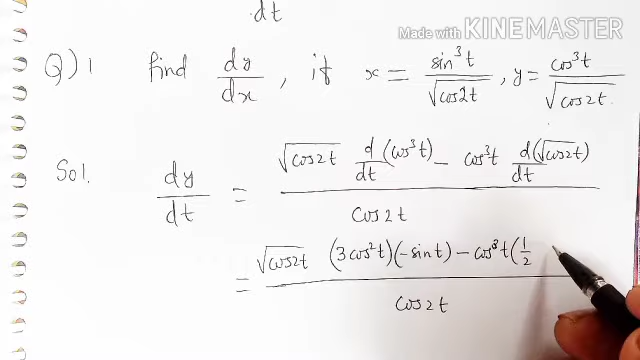 dt
Made with KINEMASTER
Q) 1 Find dy/dx , if x = sin³t/√cos2t , y = cos³t/√cos2t .
Sol. dy/dt = (√cos2t d/dt (cos³t) - cos³t d(√cos2t)/dt) / cos2t
= (√cos2t (3cos²t)(-sint) - cos³t (1/2) / cos2t